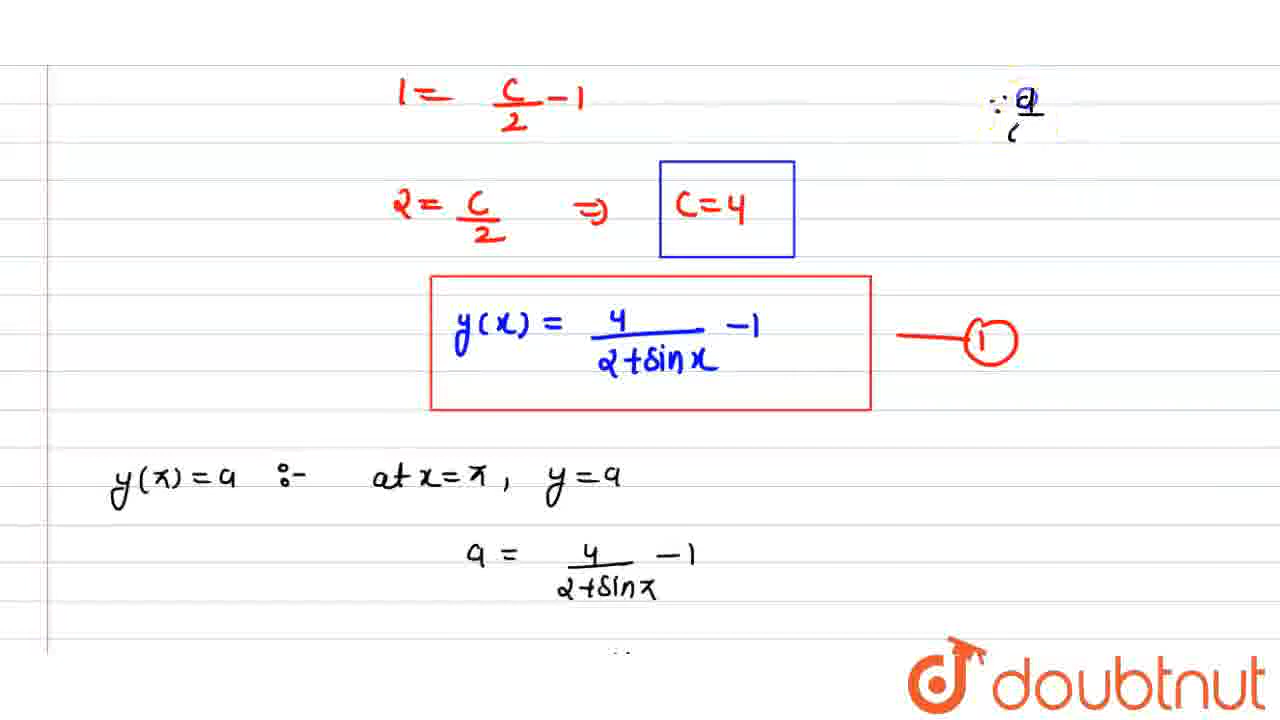 1 = C/2 - 1
∵ d/
2 = C/2 ⇒ C = 4
y(x) = 4/(2+sin x) - 1 — 1
y(π) = a :- at x = π, y = a
a = 4/(2+sin π) - 1
doubtnut